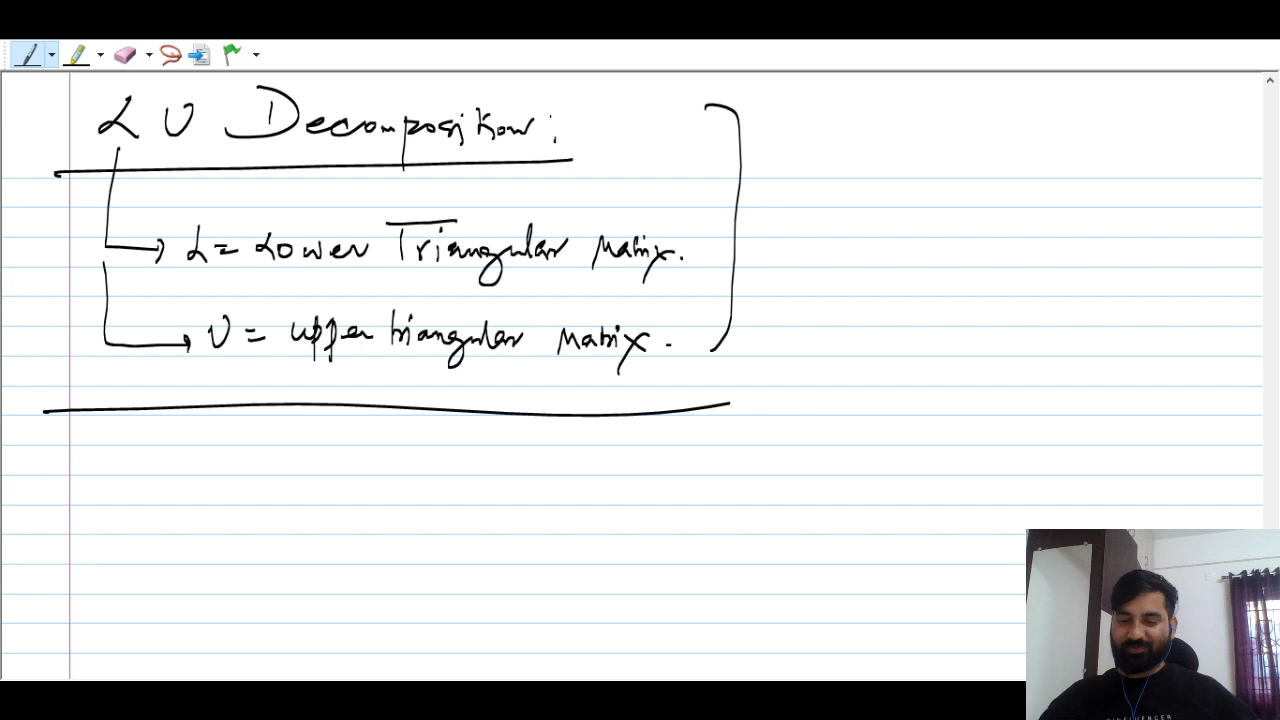 LU Decomposition:
L = Lower Triangular Matrix.
U = upper triangular Matrix.